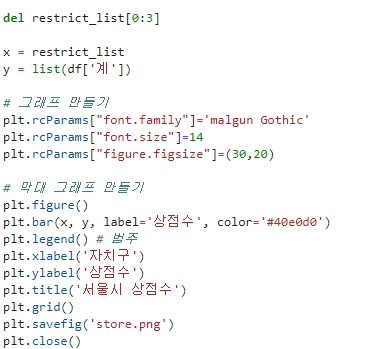 del restrict_list[0:3]
x = restrict_list
y = list(df['계'])
# 그래프 만들기
plt.rcParams["font.family"]='malgun Gothic'
plt.rcParams["font.size"]=14
plt.rcParams["figure.figsize"]=(30,20)
# 막대 그래프 만들기
plt.figure()
plt.bar(x, y, label='상점수', color='#40e0d0')
plt.legend() # 범주
plt.xlabel('자치구')
plt.ylabel('상점수')
plt.title('서울시 상점수')
plt.grid()
plt.savefig('store.png')
plt.close()